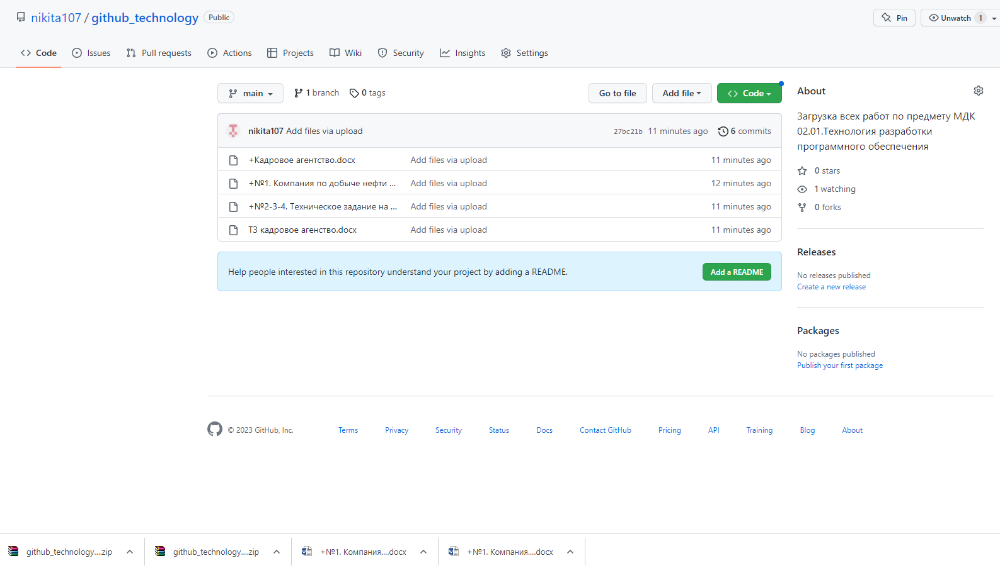 nikita107 / github_technology Public
Pin
Unwatch 1
Code
Issues
Pull requests
Actions
Projects
Wiki
Security
Insights
Settings
main
1 branch
0 tags
Go to file
Add file
Code
nikita107 Add files via upload
27bc21b 11 minutes ago
6 commits
+Кадровое агентство.docx Add files via upload 11 minutes ago
+№1. Компания по добыче нефти ... Add files via upload 12 minutes ago
+№2-3-4. Техническое задание на ... Add files via upload 11 minutes ago
ТЗ кадровое агенство.docx Add files via upload 11 minutes ago
Help people interested in this repository understand your project by adding a README.
Add a README
About
Загрузка всех работ по предмету МДК
02.01.Технология разработки
программного обеспечения
0 stars
1 watching
0 forks
Releases
No releases published
Create a new release
Packages
No packages published
Publish your first package
© 2023 GitHub, Inc.
Terms
Privacy
Security
Status
Docs
Contact GitHub
Pricing
API
Training
Blog
About
github_technology....zip
github_technology....zip
+№1. Компания....docx
+№1. Компания....docx